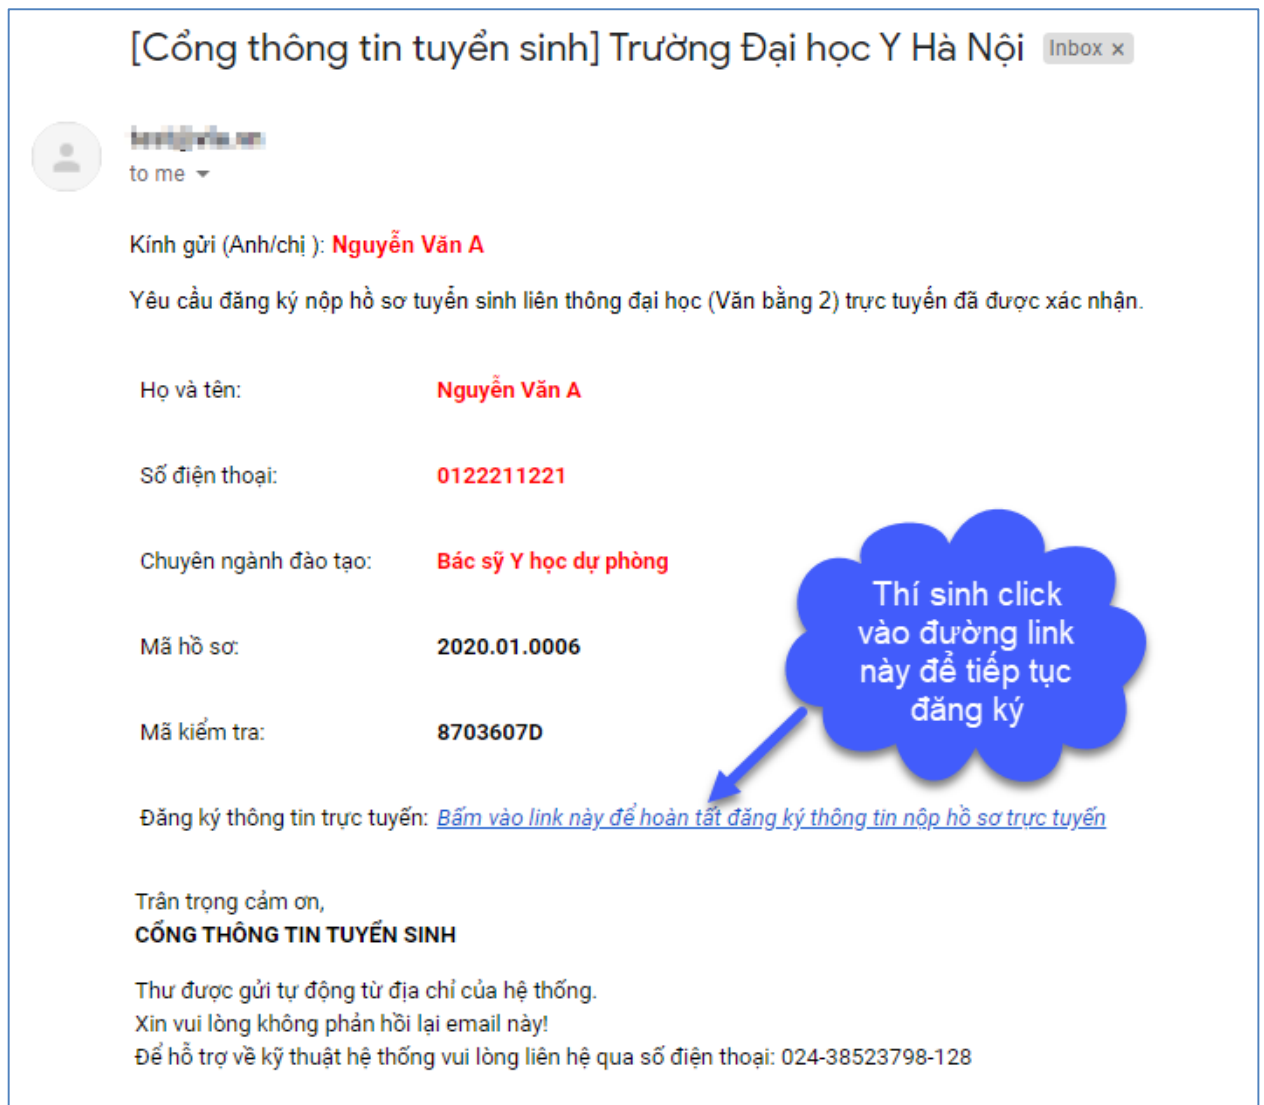 [Cổng thông tin tuyển sinh] Trường Đại học Y Hà Nội Inbox x
to me
Kính gửi (Anh/chị ): Nguyễn Văn A
Yêu cầu đăng ký nộp hồ sơ tuyển sinh liên thông đại học (Văn bằng 2) trực tuyến đã được xác nhận.
Họ và tên: Nguyễn Văn A
Số điện thoại: 0122211221
Chuyên ngành đào tạo: Bác sỹ Y học dự phòng
Mã hồ sơ: 2020.01.0006
Mã kiểm tra: 8703607D
Thí sinh click
vào đường link
này để tiếp tục
đăng ký
Đăng ký thông tin trực tuyến: Bấm vào link này để hoàn tất đăng ký thông tin nộp hồ sơ trực tuyến
Trân trọng cảm ơn,
CỔNG THÔNG TIN TUYỂN SINH
Thư được gửi tự động từ địa chỉ của hệ thống.
Xin vui lòng không phản hồi lại email này!
Để hỗ trợ về kỹ thuật hệ thống vui lòng liên hệ qua số điện thoại: 024-38523798-128